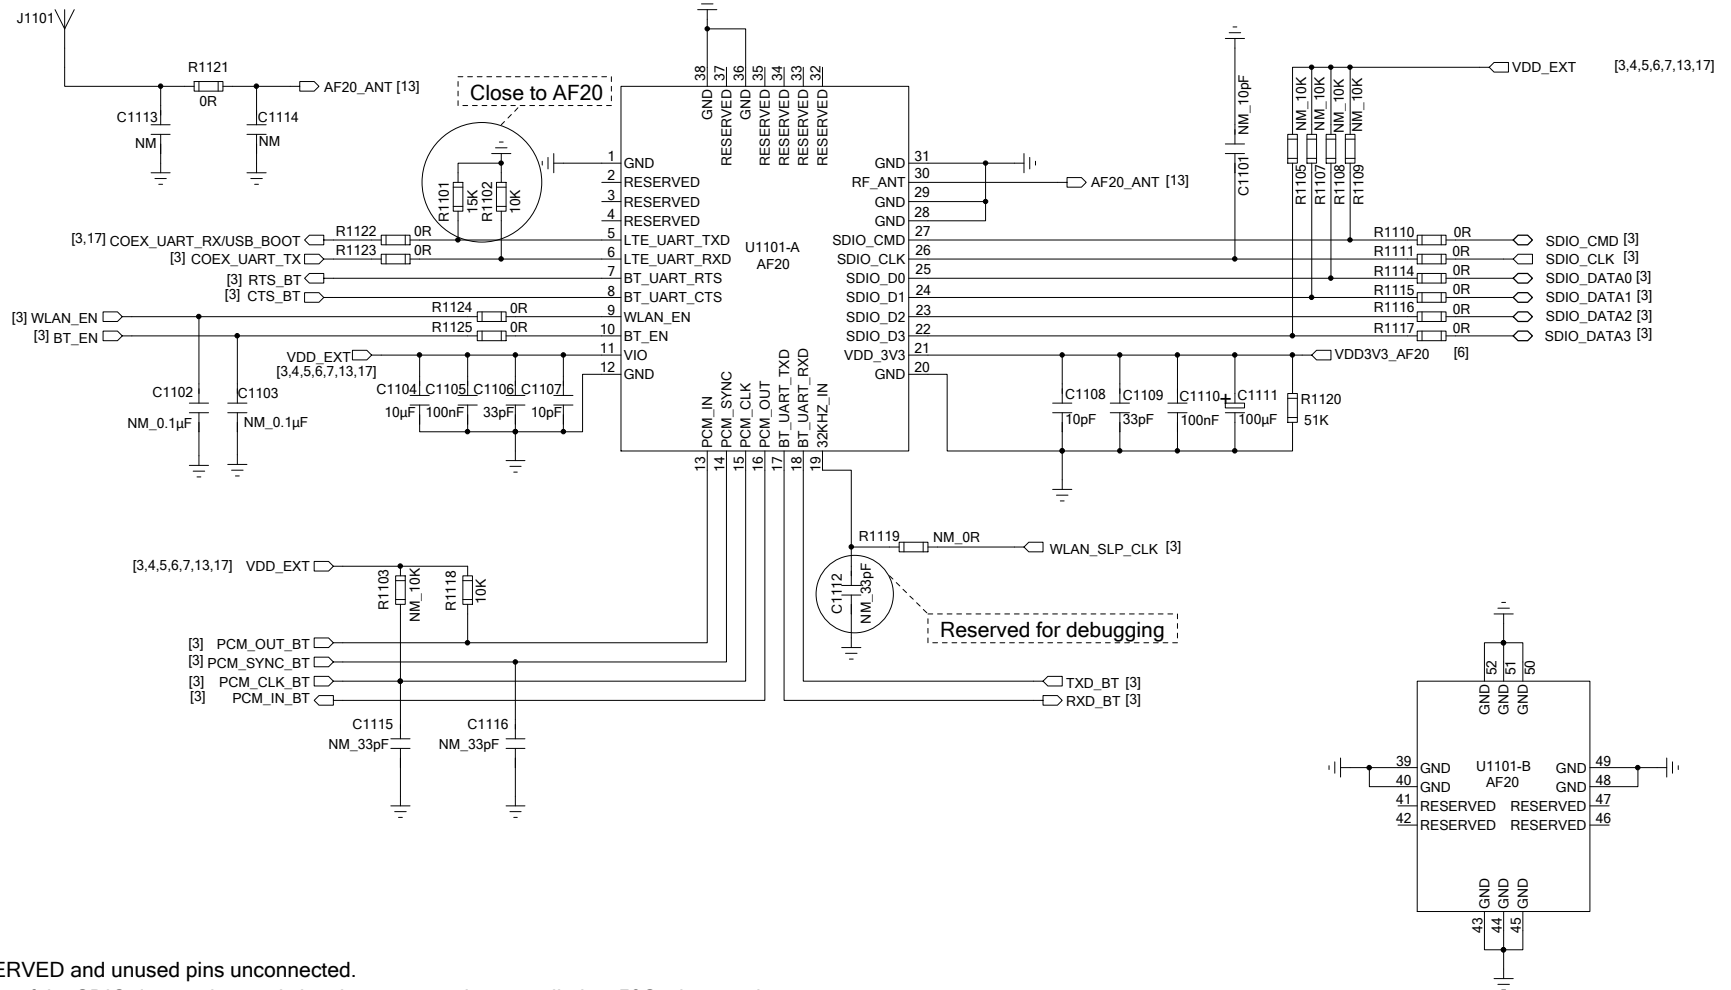 J1101
R1121
0R
AF20_ANT [13]
C1113
NM
C1114
NM
Close to AF20
R1101
15K
R1102
10K
38
37
36
35
34
33
32
GND
RESERVED
GND
RESERVED
RESERVED
RESERVED
RESERVED
1 GND
2 RESERVED
3 RESERVED
4 RESERVED
5 LTE_UART_TXD
6 LTE_UART_RXD
7 BT_UART_RTS
8 BT_UART_CTS
9 WLAN_EN
10 BT_EN
11 VIO
12 GND
U1101-A
AF20
GND 31
RF_ANT 30
GND 29
GND 28
SDIO_CMD 27
SDIO_CLK 26
SDIO_D0 25
SDIO_D1 24
SDIO_D2 23
SDIO_D3 22
VDD_3V3 21
GND 20
PCM_IN
PCM_SYNC
PCM_CLK
PCM_OUT
BT_UART_TXD
BT_UART_RXD
32KHZ_IN
13
14
15
16
17
18
19
[3,17] COEX_UART_RX/USB_BOOT
R1122 0R
[3] COEX_UART_TX
R1123 0R
[3] RTS_BT
[3] CTS_BT
[3] WLAN_EN
R1124 0R
[3] BT_EN
R1125 0R
VDD_EXT
[3,4,5,6,7,13,17]
C1102
NM_0.1µF
C1103
NM_0.1µF
C1104
10µF
C1105
100nF
C1106
33pF
C1107
10pF
AF20_ANT [13]
C1101
NM_10pF
VDD_EXT [3,4,5,6,7,13,17]
R1105
NM_10K
R1107
NM_10K
R1108
NM_10K
R1109
NM_10K
R1110 0R SDIO_CMD [3]
R1111 0R SDIO_CLK [3]
R1114 0R SDIO_DATA0 [3]
R1115 0R SDIO_DATA1 [3]
R1116 0R SDIO_DATA2 [3]
R1117 0R SDIO_DATA3 [3]
VDD3V3_AF20 [6]
C1108
10pF
C1109
33pF
C1110
100nF
+
C1111
100µF
R1120
51K
R1119 NM_0R WLAN_SLP_CLK [3]
C1112
NM_33pF
Reserved for debugging
[3,4,5,6,7,13,17] VDD_EXT
R1103
NM_10K
R1118
10K
[3] PCM_OUT_BT
[3] PCM_SYNC_BT
[3] PCM_CLK_BT
[3] PCM_IN_BT
TXD_BT [3]
RXD_BT [3]
C1115
NM_33pF
C1116
NM_33pF
52
51
50
GND
GND
GND
39 GND
40 GND
41 RESERVED
42 RESERVED
U1101-B
AF20
GND 49
GND 48
RESERVED 47
RESERVED 46
GND
GND
GND
43
44
45
ERVED and unused pins unconnected.